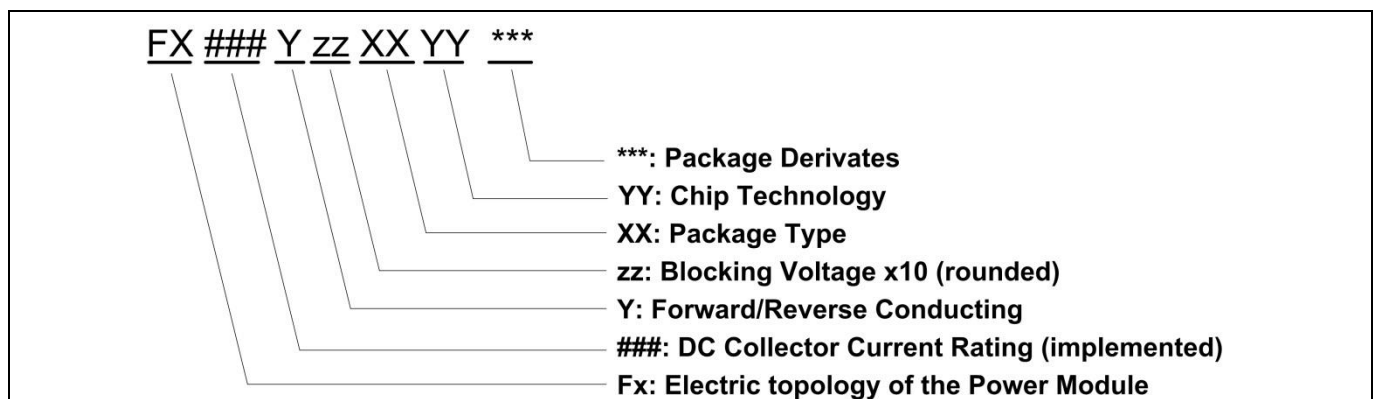 FX ### Y zz XX YY ***
***: Package Derivates
YY: Chip Technology
XX: Package Type
zz: Blocking Voltage x10 (rounded)
Y: Forward/Reverse Conducting
###: DC Collector Current Rating (implemented)
Fx: Electric topology of the Power Module